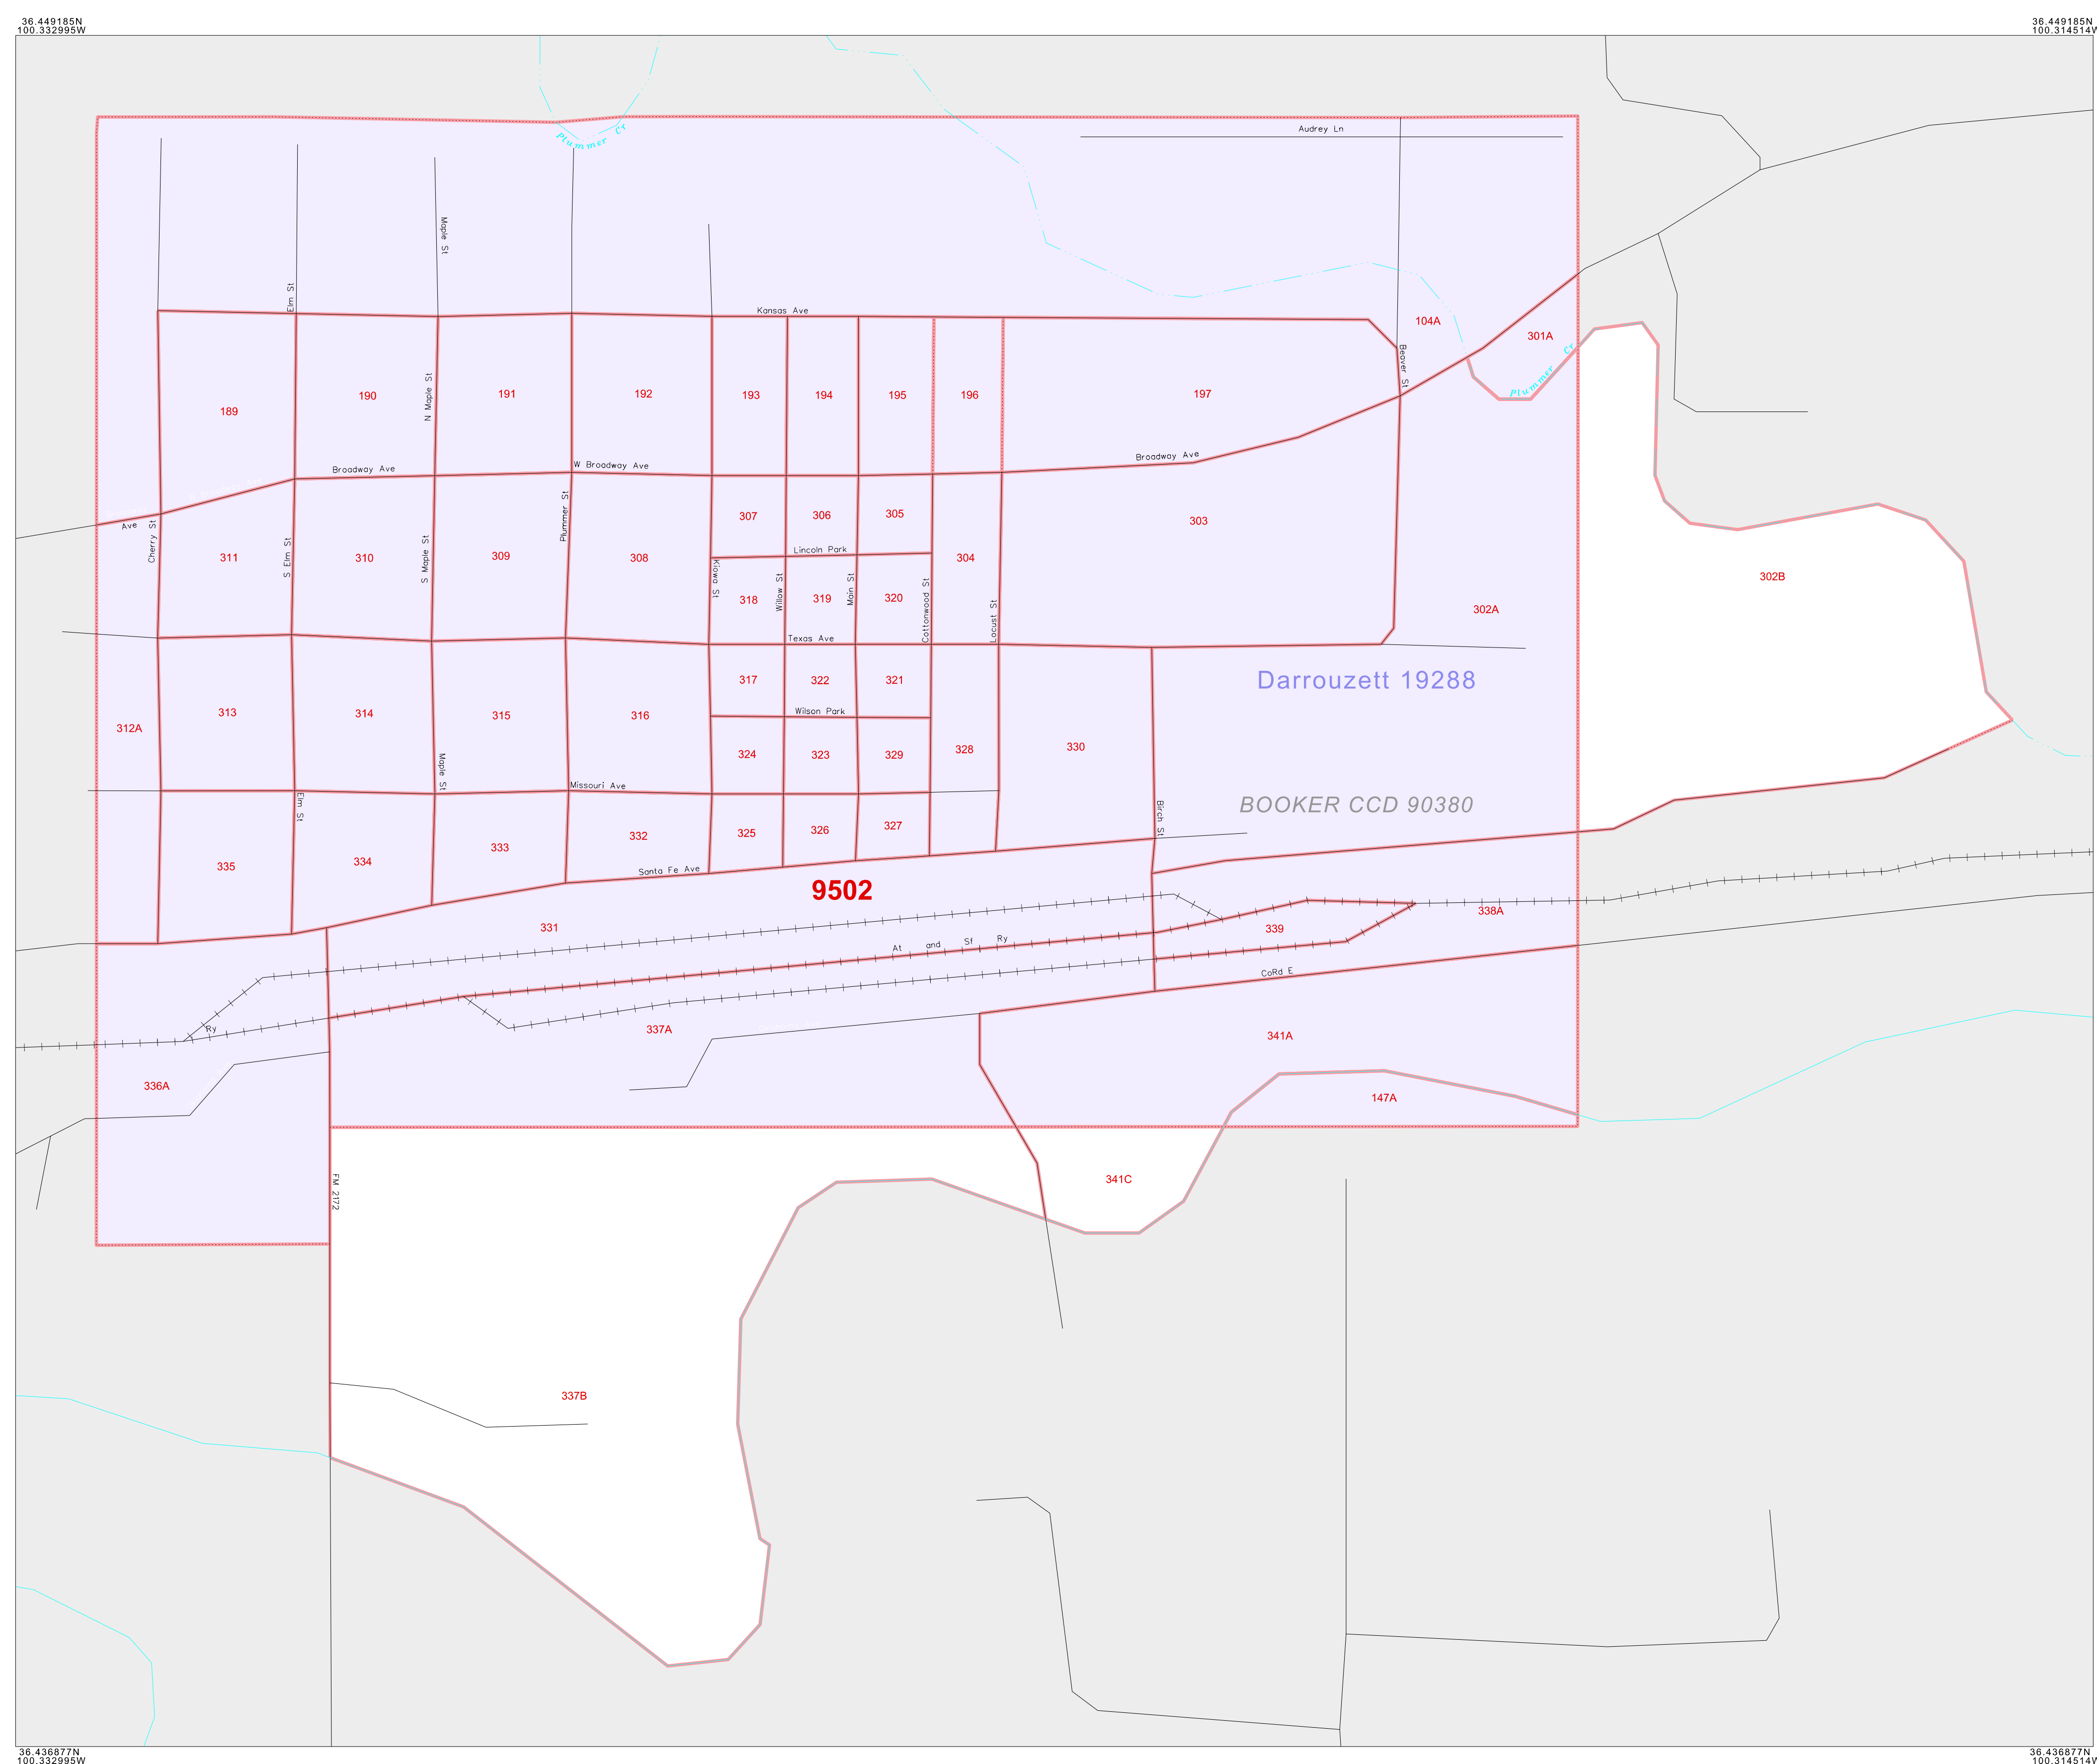 36.449185N
100.332995W
36.449185N
100.314514W
Plummer Cr
Audrey Ln
Maple St
Elm St
Kansas Ave
104A
301A
Plummer Cr
Beaver St
189
190
N Maple St
191
192
193
194
195
196
197
Broadway Ave
W Broadway Ave
Broadway Ave
Ave
Cherry St
311
S Elm St
310
S Maple St
309
Plummer St
308
307
306
305
Lincoln Park
304
303
Kiowa St
318
Willow St
319
Main St
320
Cottonwood St
Locust St
302A
302B
Texas Ave
312A
313
314
315
316
317
322
321
Darrouzett 19288
Wilson Park
324
323
329
328
330
Maple St
Missouri Ave
Elm St
BOOKER CCD 90380
Birch St
335
334
333
332
325
326
327
Santa Fe Ave
9502
331
339
338A
At and Sf Ry
CoRd E
Ry
337A
341A
336A
147A
FM 2172
341C
337B
36.436877N
100.332995W
36.436877N
100.314514W